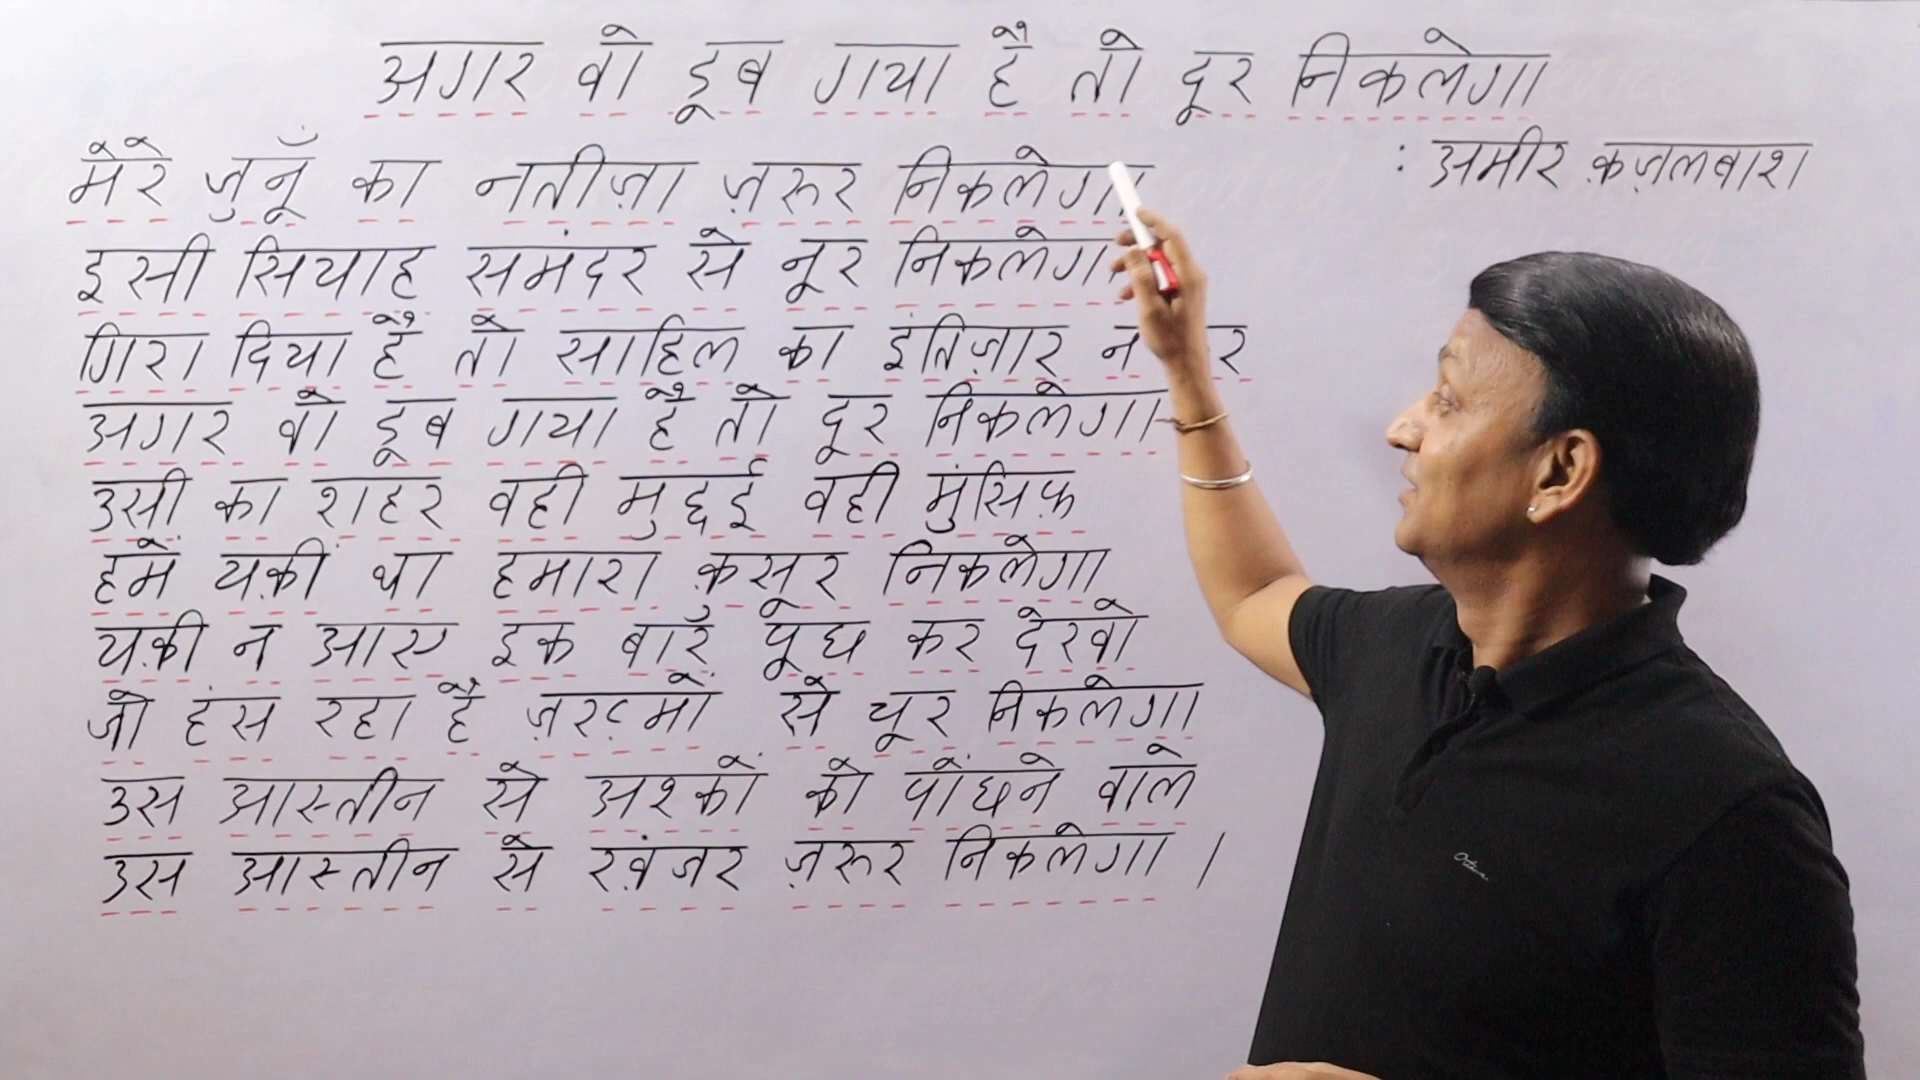 अगर वो डूब गया है तो दूर निकलेगा
: अमीर क़ज़लबाश
मेरे जुनूँ का नतीज़ा ज़रूर निकलेगा
इसी सियाह समंदर से नूर निकलेगा
गिरा दिया है तो साहिल का इंतिज़ार न
अगर वो डूब गया है तो दूर निकलेगा
उसी का शहर वही मुद्दई वही मुंसिफ़
हमें यक़ीं था हमारा क़सूर निकलेगा
यक़ी न आए इक बार पूछ कर देखो
जो हंस रहा है ज़ख़्मों से चूर निकलेगा
उस आस्तीन से अश्कों को पोंछने वाले
उस आस्तीन से ख़ंजर ज़रूर निकलेगा ।